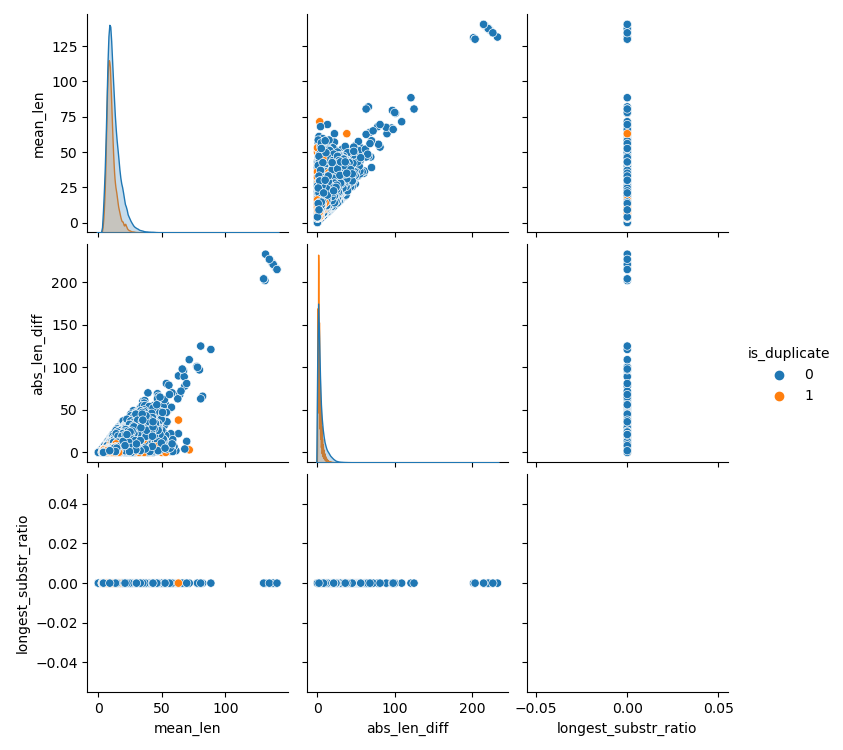 mean_len
125
100
75
50
25
0
abs_len_diff
200
150
100
50
0
is_duplicate
0
1
longest_substr_ratio
0.04
0.02
0.00
−0.02
−0.04
0 50 100
0 100 200
−0.05 0.00 0.05
mean_len
abs_len_diff
longest_substr_ratio